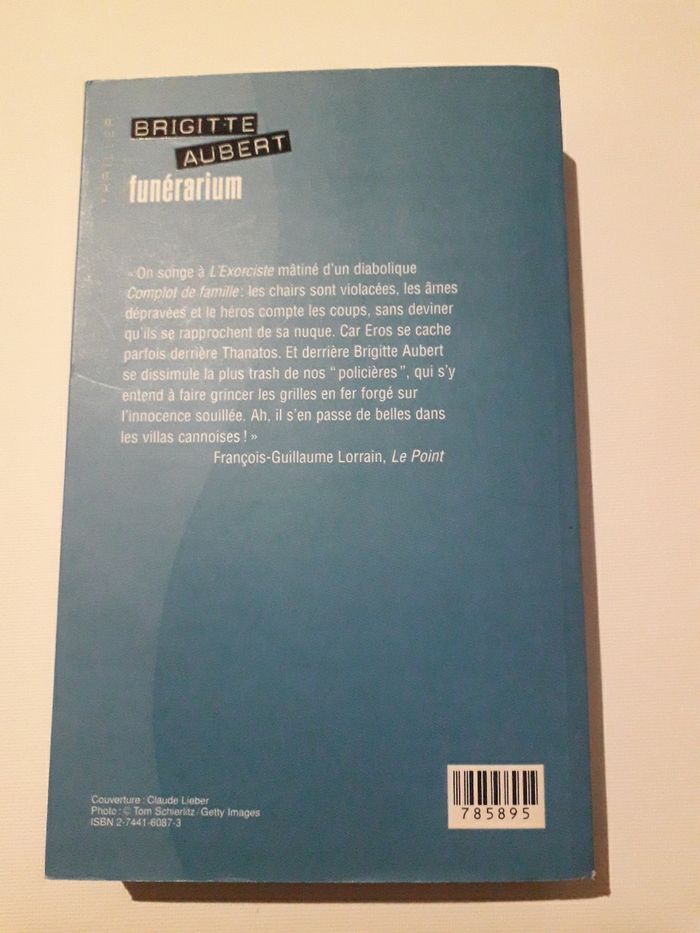 THRILLER
BRIGITTE
AUBERT
funérarium
« On songe à L'Exorciste mâtiné d'un diabolique
Complot de famille : les chairs sont violacées, les âmes
dépravées et le héros compte les coups, sans deviner
qu'ils se rapprochent de sa nuque. Car Eros se cache
parfois derrière Thanatos. Et derrière Brigitte Aubert
se dissimule la plus trash de nos “policières”, qui s'y
entend à faire grincer les grilles en fer forgé sur
l'innocence souillée. Ah, il s'en passe de belles dans
les villas cannoises ! »
François-Guillaume Lorrain, Le Point
Couverture : Claude Lieber
Photo : © Tom Schierlitz / Getty Images
ISBN 2-7441-6087-3
785895